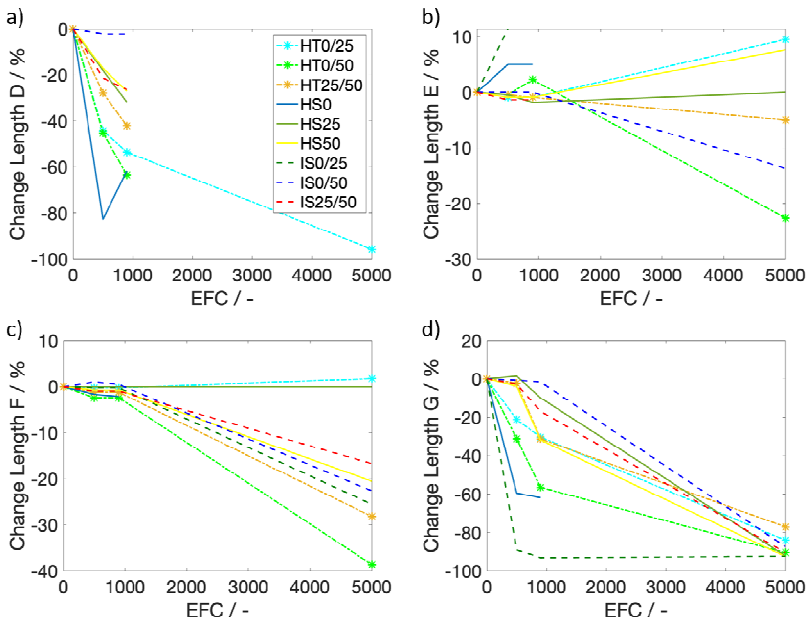 a)
0
-20
-40
-60
-80
-100
0 1000 2000 3000 4000 5000
EFC / -
Change Length D / %
HT0/25
HT0/50
HT25/50
HS0
HS25
HS50
IS0/25
IS0/50
IS25/50
b)
10
0
-10
-20
-30
0 1000 2000 3000 4000 5000
EFC / -
Change Length E / %
c)
10
0
-10
-20
-30
-40
0 1000 2000 3000 4000 5000
EFC / -
Change Length F / %
d)
20
0
-20
-40
-60
-80
-100
0 1000 2000 3000 4000 5000
EFC / -
Change Length G / %